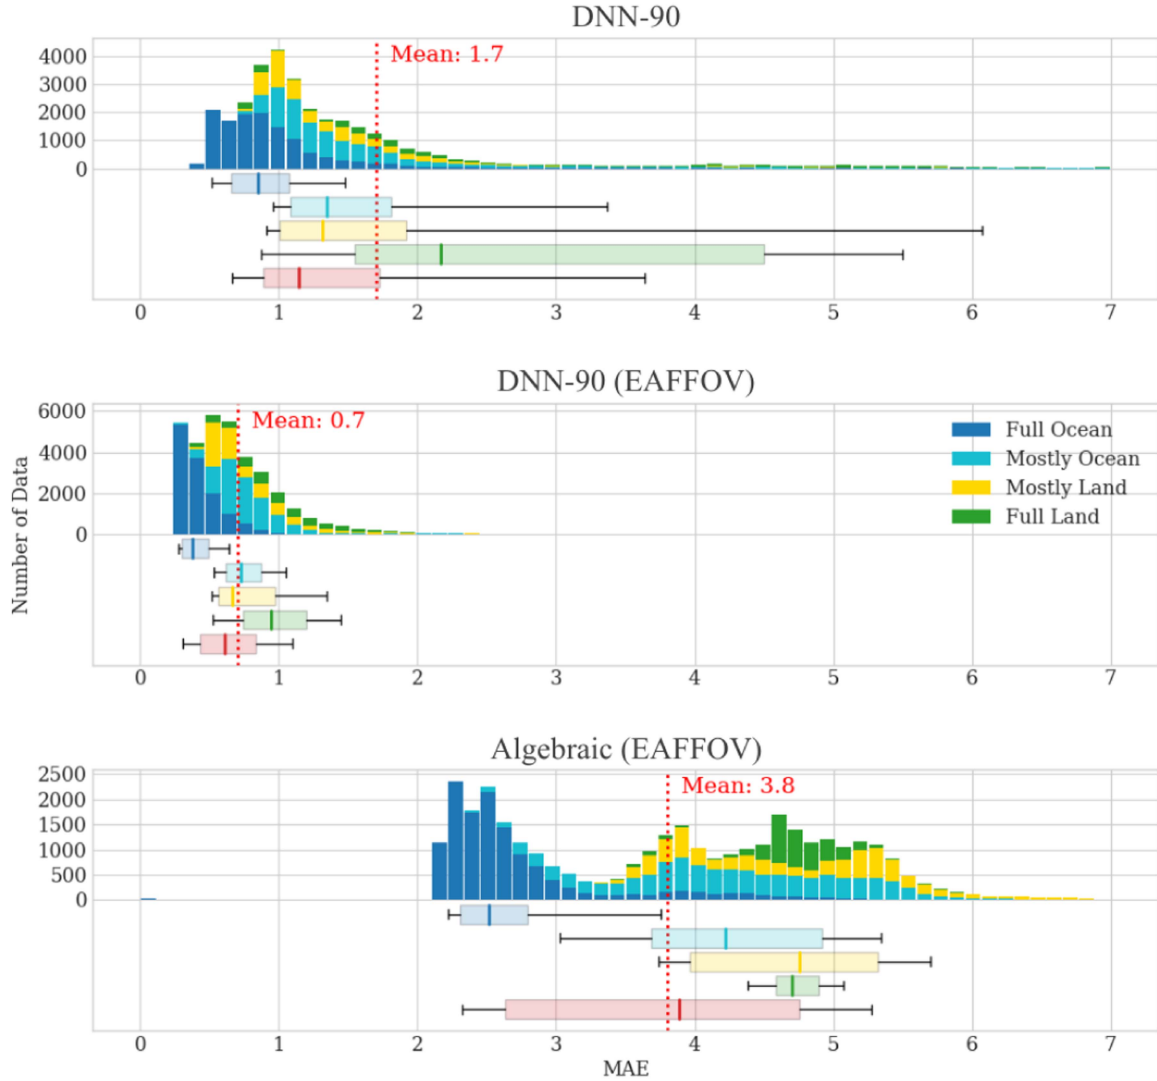 DNN-90
4000
3000
2000
1000
0
Mean: 1.7
0 1 2 3 4 5 6 7
DNN-90 (EAFFOV)
6000
4000
2000
0
Mean: 0.7
Full Ocean
Mostly Ocean
Mostly Land
Full Land
Number of Data
0 1 2 3 4 5 6 7
Algebraic (EAFFOV)
2500
2000
1500
1000
500
0
Mean: 3.8
0 1 2 3 4 5 6 7
MAE